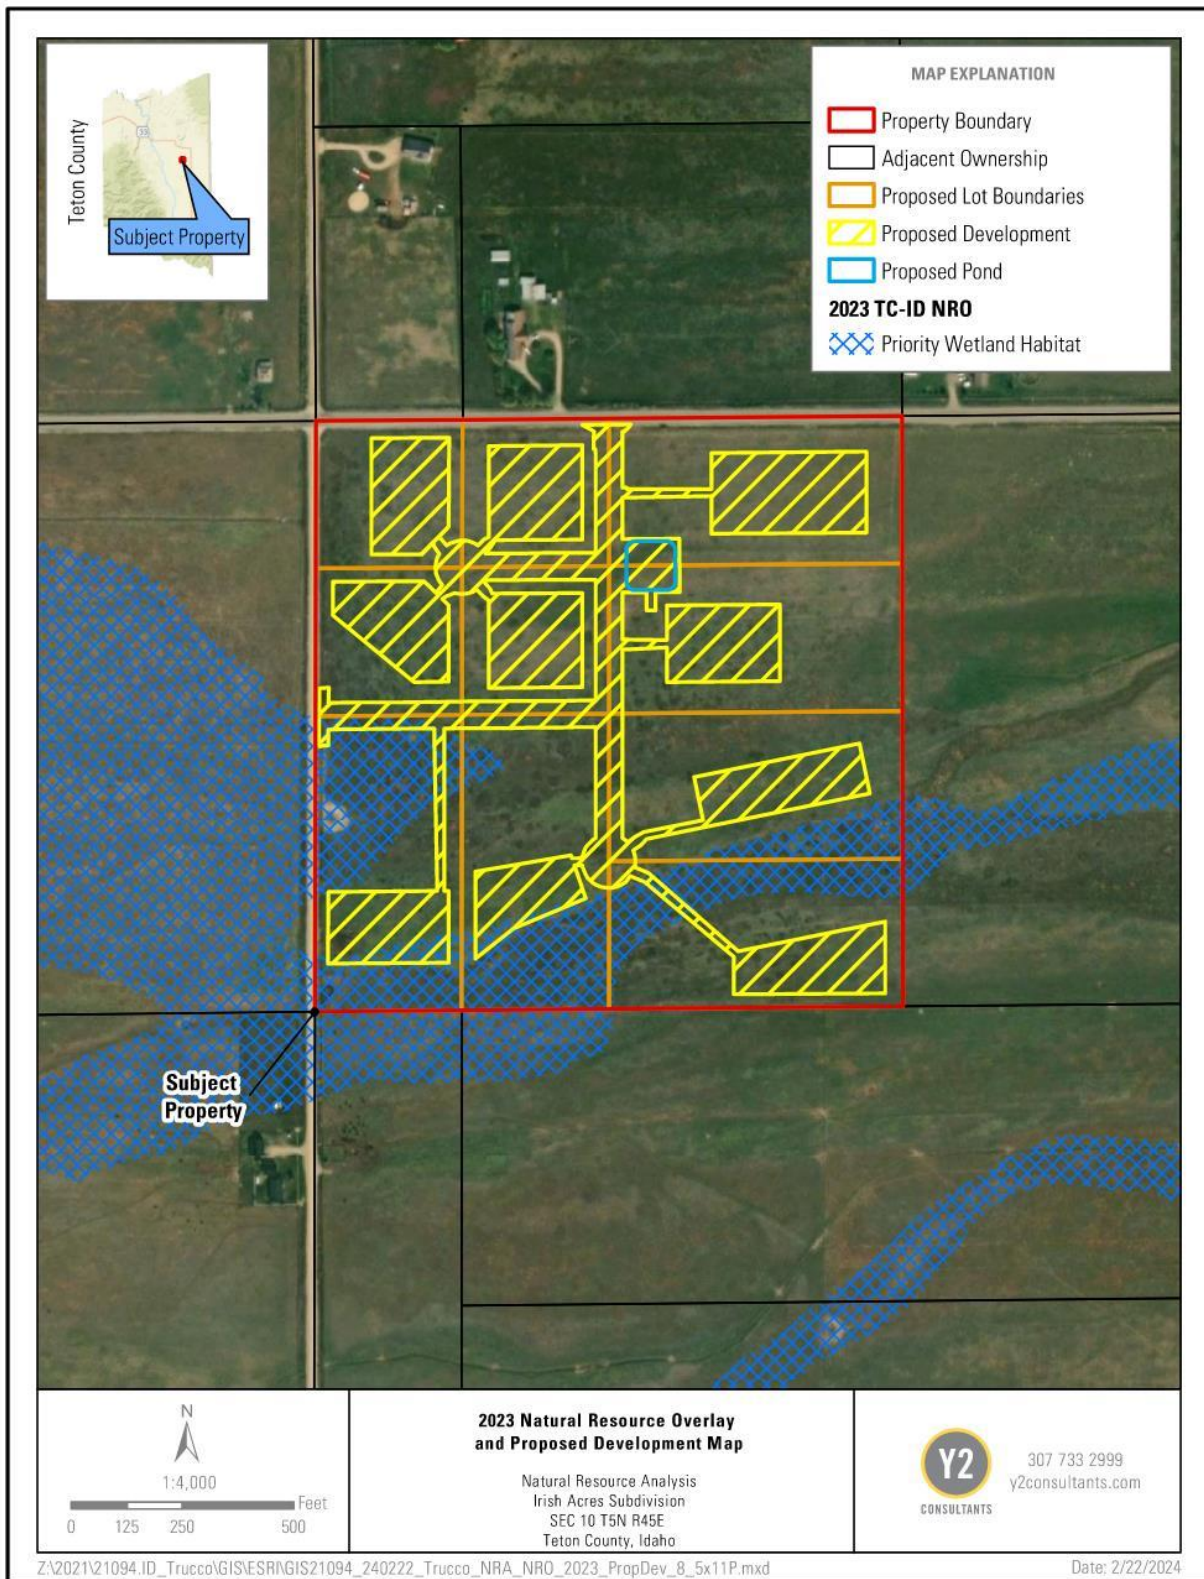 Teton County
33
Subject Property
MAP EXPLANATION
Property Boundary
Adjacent Ownership
Proposed Lot Boundaries
Proposed Development
Proposed Pond
2023 TC-ID NRO
Priority Wetland Habitat
Subject
Property
N
1:4,000
Feet
0 125 250 500
2023 Natural Resource Overlay
and Proposed Development Map
Natural Resource Analysis
Irish Acres Subdivision
SEC 10 T5N R45E
Teton County, Idaho
Y2
CONSULTANTS
307 733 2999
y2consultants.com
Z:\2021\21094.ID_Trucco\GIS\ESRI\GIS21094_240222_Trucco_NRA_NRO_2023_PropDev_8_5x11P.mxd
Date: 2/22/2024